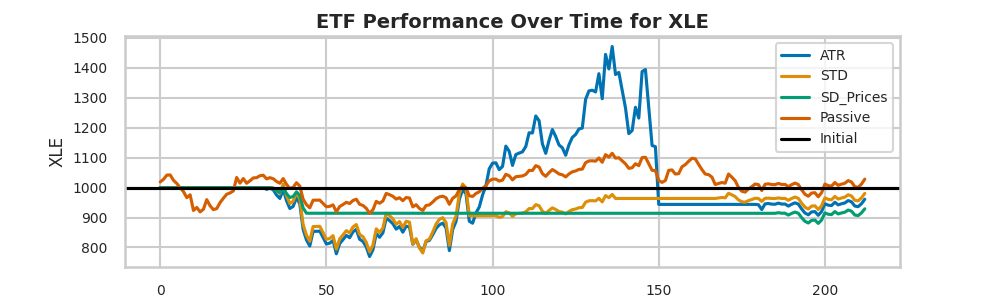 ETF Performance Over Time for XLE
XLE
1500
1400
1300
1200
1100
1000
900
800
0
50
100
150
200
ATR
STD
SD_Prices
Passive
Initial